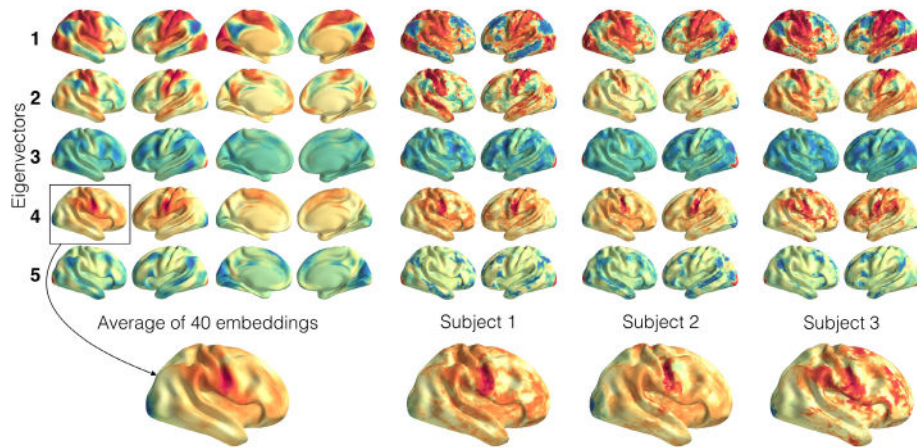 Eigenvectors
1
2
3
4
5
Average of 40 embeddings
Subject 1
Subject 2
Subject 3